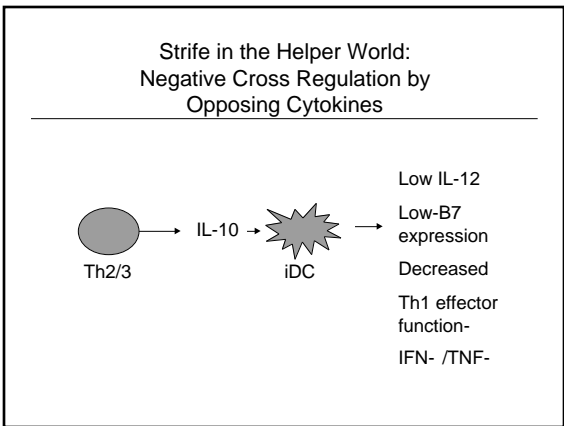 Strife in the Helper World:
Negative Cross Regulation by
Opposing Cytokines
Th2/3
IL-10
iDC
Low IL-12
Low-B7
expression
Decreased
Th1 effector
function-
IFN- /TNF-